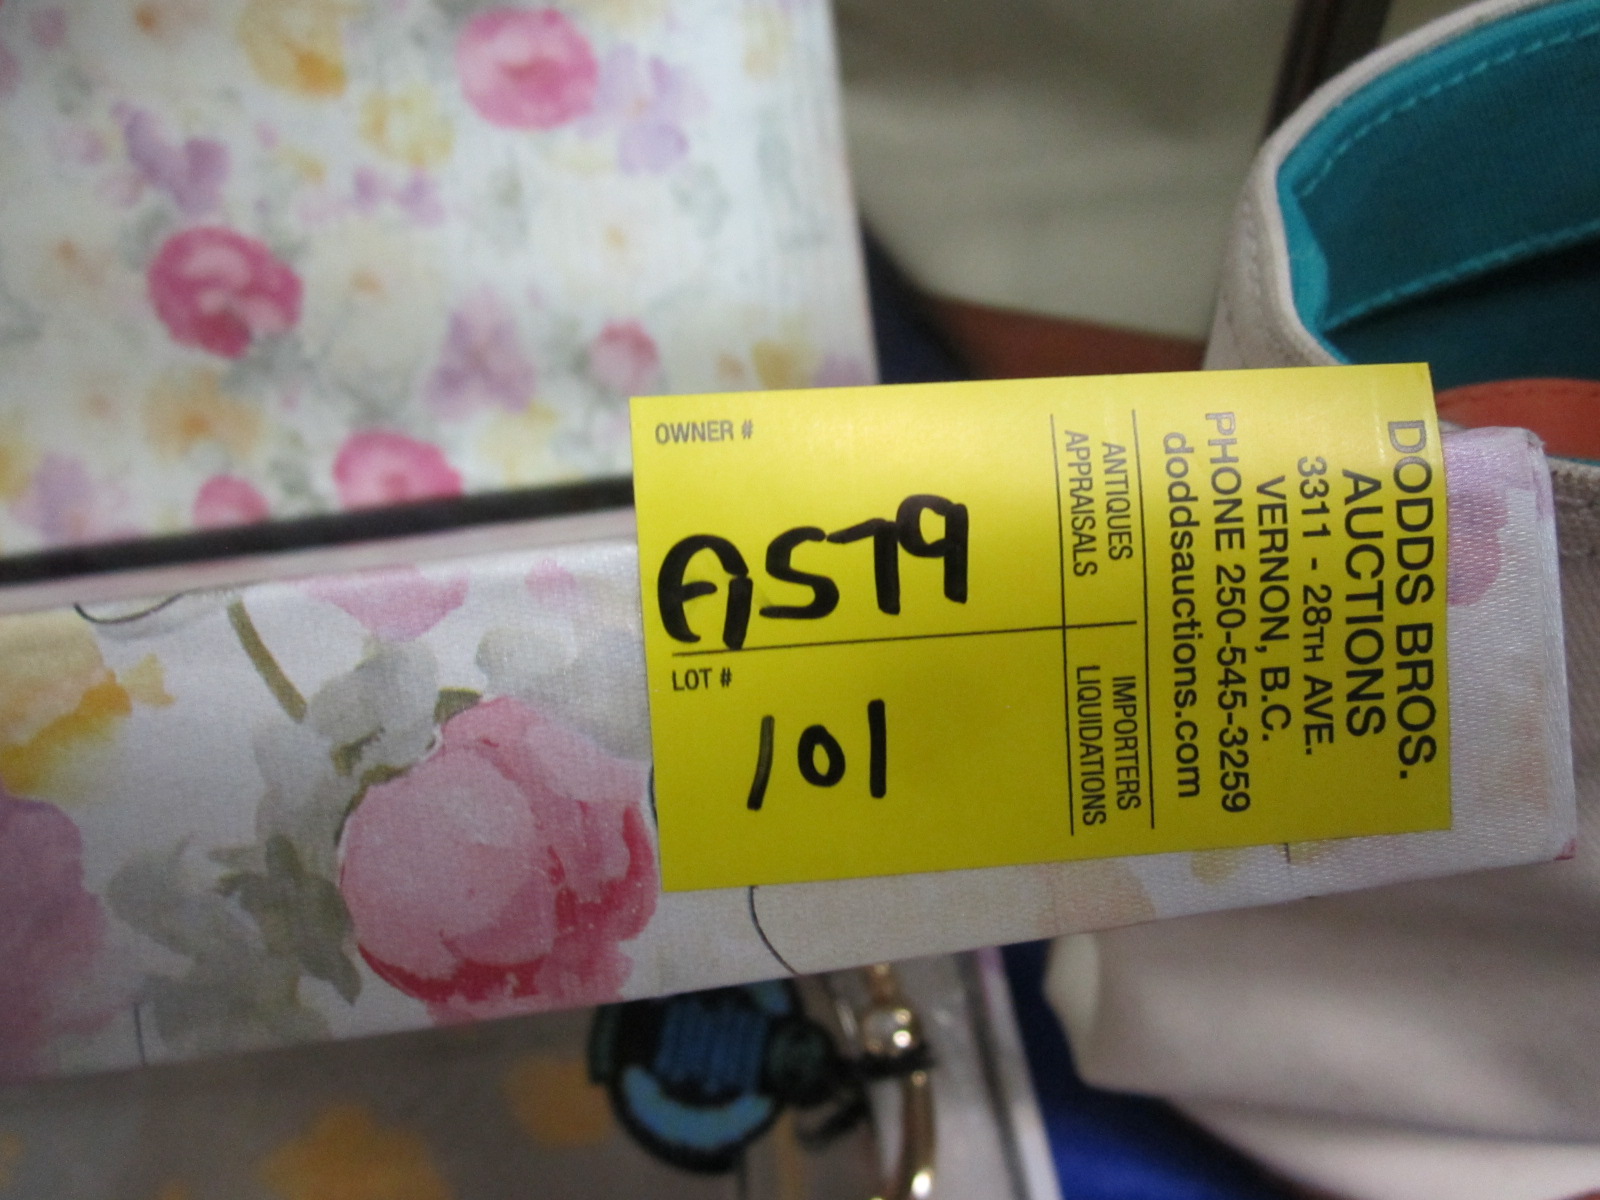 DODDS BROS.
AUCTIONS
3311 - 28TH AVE.
VERNON, B.C.
PHONE 250-545-3259
doddsauctions.com
ANTIQUES
APPRAISALS
IMPORTERS
LIQUIDATIONS
OWNER #
A579
LOT #
101